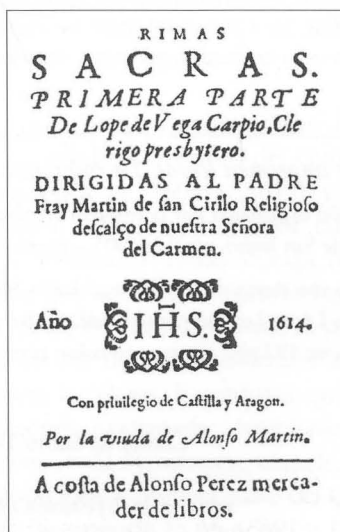 RIMAS
SACRAS.
PRIMERA PARTE
De Lope de Vega Carpio, Cle
rigo presbytero.
DIRIGIDAS AL PADRE
Fray Martin de ſan Cirilo Religioſo
deſcalço de nueſtra Señora
del Carmen.
Año IHS. 1614.
Con priuilegio de Caſtilla y Aragon.
Por la viuda de Alonſo Martin.
A coſta de Alonſo Perez merca-
der de libros.